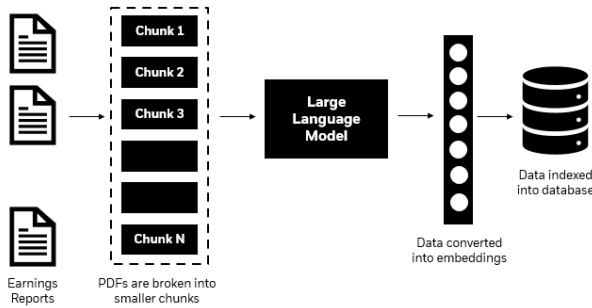 Chunk 1
Chunk 2
Chunk 3
Chunk N
Large
Language
Model
Earnings
Reports
PDFs are broken into
smaller chunks
Data converted
into embeddings
Data indexed
into database